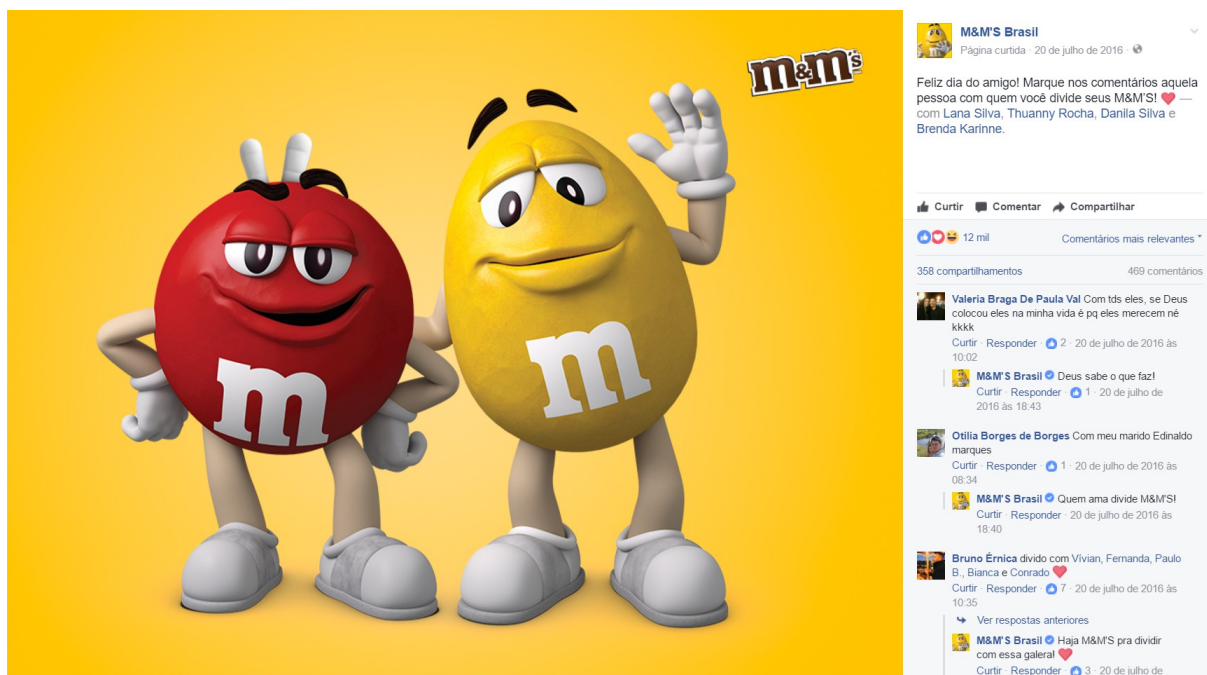 m&m's
m
m
M&M'S Brasil
Página curtida · 20 de julho de 2016 ·
Feliz dia do amigo! Marque nos comentários aquela
pessoa com quem você divide seus M&M'S! ❤ —
com Lana Silva, Thuanny Rocha, Danila Silva e
Brenda Karinne.
Curtir Comentar Compartilhar
12 mil Comentários mais relevantes
358 compartilhamentos 469 comentários
Valeria Braga De Paula Val Com tds eles, se Deus
colocou eles na minha vida é pq eles merecem né
kkkk
Curtir · Responder · 2 · 20 de julho de 2016 às
10:02
M&M'S Brasil Deus sabe o que faz!
Curtir · Responder · 1 · 20 de julho de
2016 às 18:43
Otilia Borges de Borges Com meu marido Edinaldo
marques
Curtir · Responder · 1 · 20 de julho de 2016 às
08:34
M&M'S Brasil Quem ama divide M&M'S!
Curtir · Responder · 20 de julho de 2016 às
18:40
Bruno Érnica divido com Vívian, Fernanda, Paulo
B., Bianca e Conrado ❤
Curtir · Responder · 7 · 20 de julho de 2016 às
10:35
Ver respostas anteriores
M&M'S Brasil Haja M&M'S pra dividir
com essa galera! ❤
Curtir · Responder · 3 · 20 de julho de